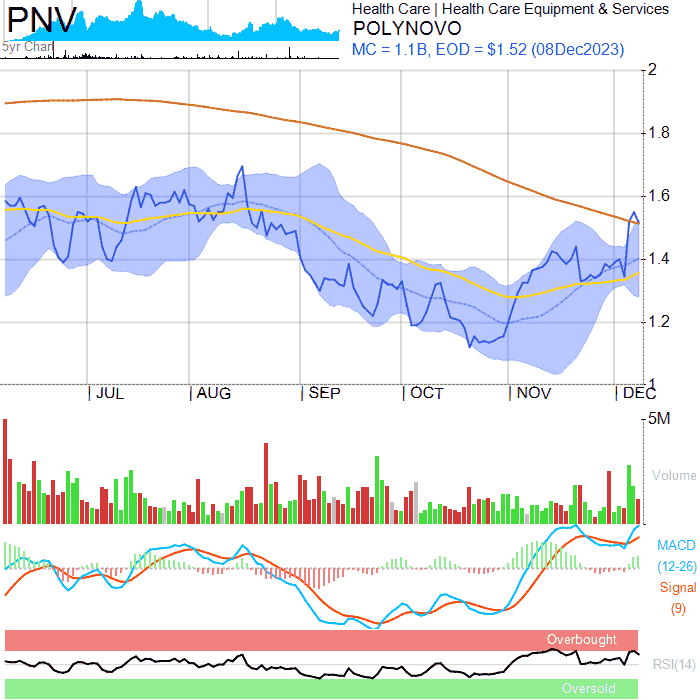 PNV
5yr Chart
Health Care | Health Care Equipment & Services
POLYNOVO
MC = 1.1B, EOD = $1.52 (08Dec2023)
2
1.8
1.6
1.4
1.2
1
JUL
AUG
SEP
OCT
NOV
DEC
5M
Volume
MACD
(12-26)
Signal
(9)
Overbought
RSI(14)
Oversold